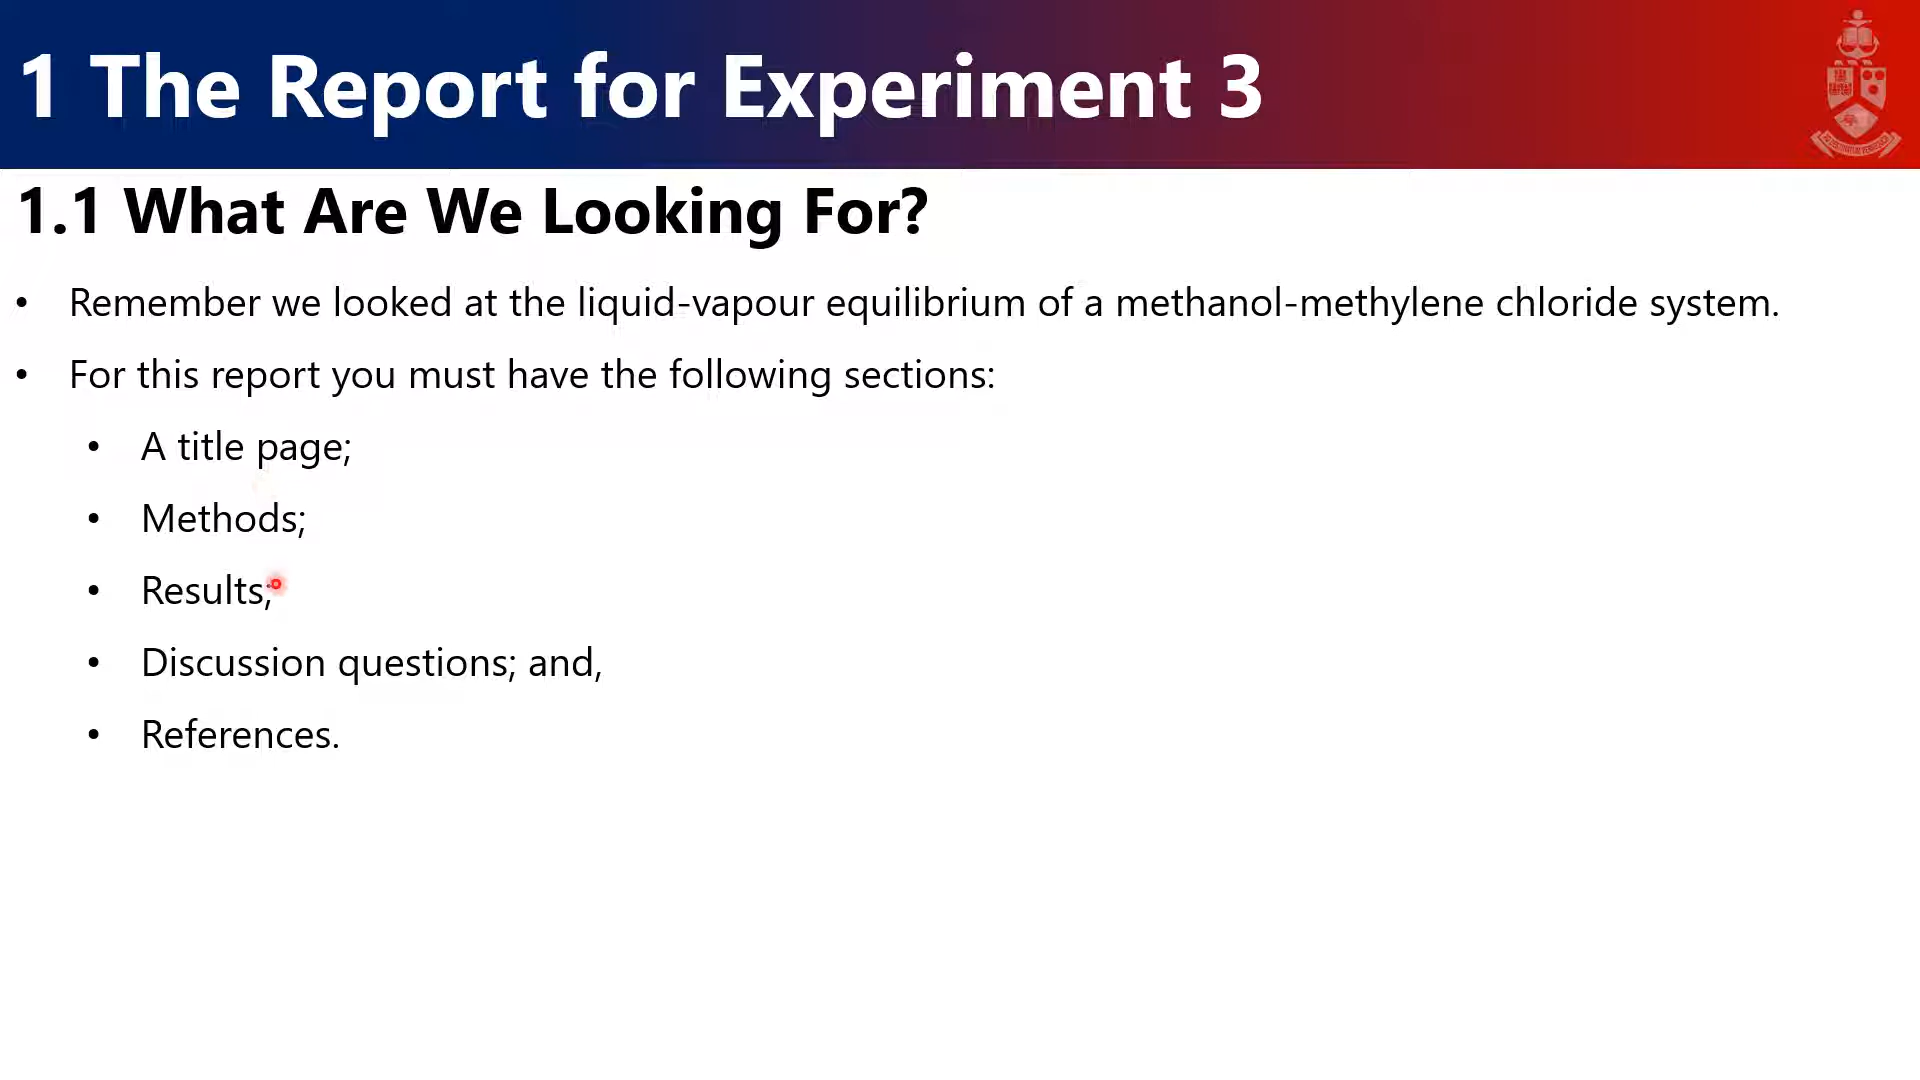 1 The Report for Experiment 3
1.1 What Are We Looking For?
• Remember we looked at the liquid-vapour equilibrium of a methanol-methylene chloride system.
• For this report you must have the following sections:
• A title page;
• Methods;
• Results;
• Discussion questions; and,
• References.